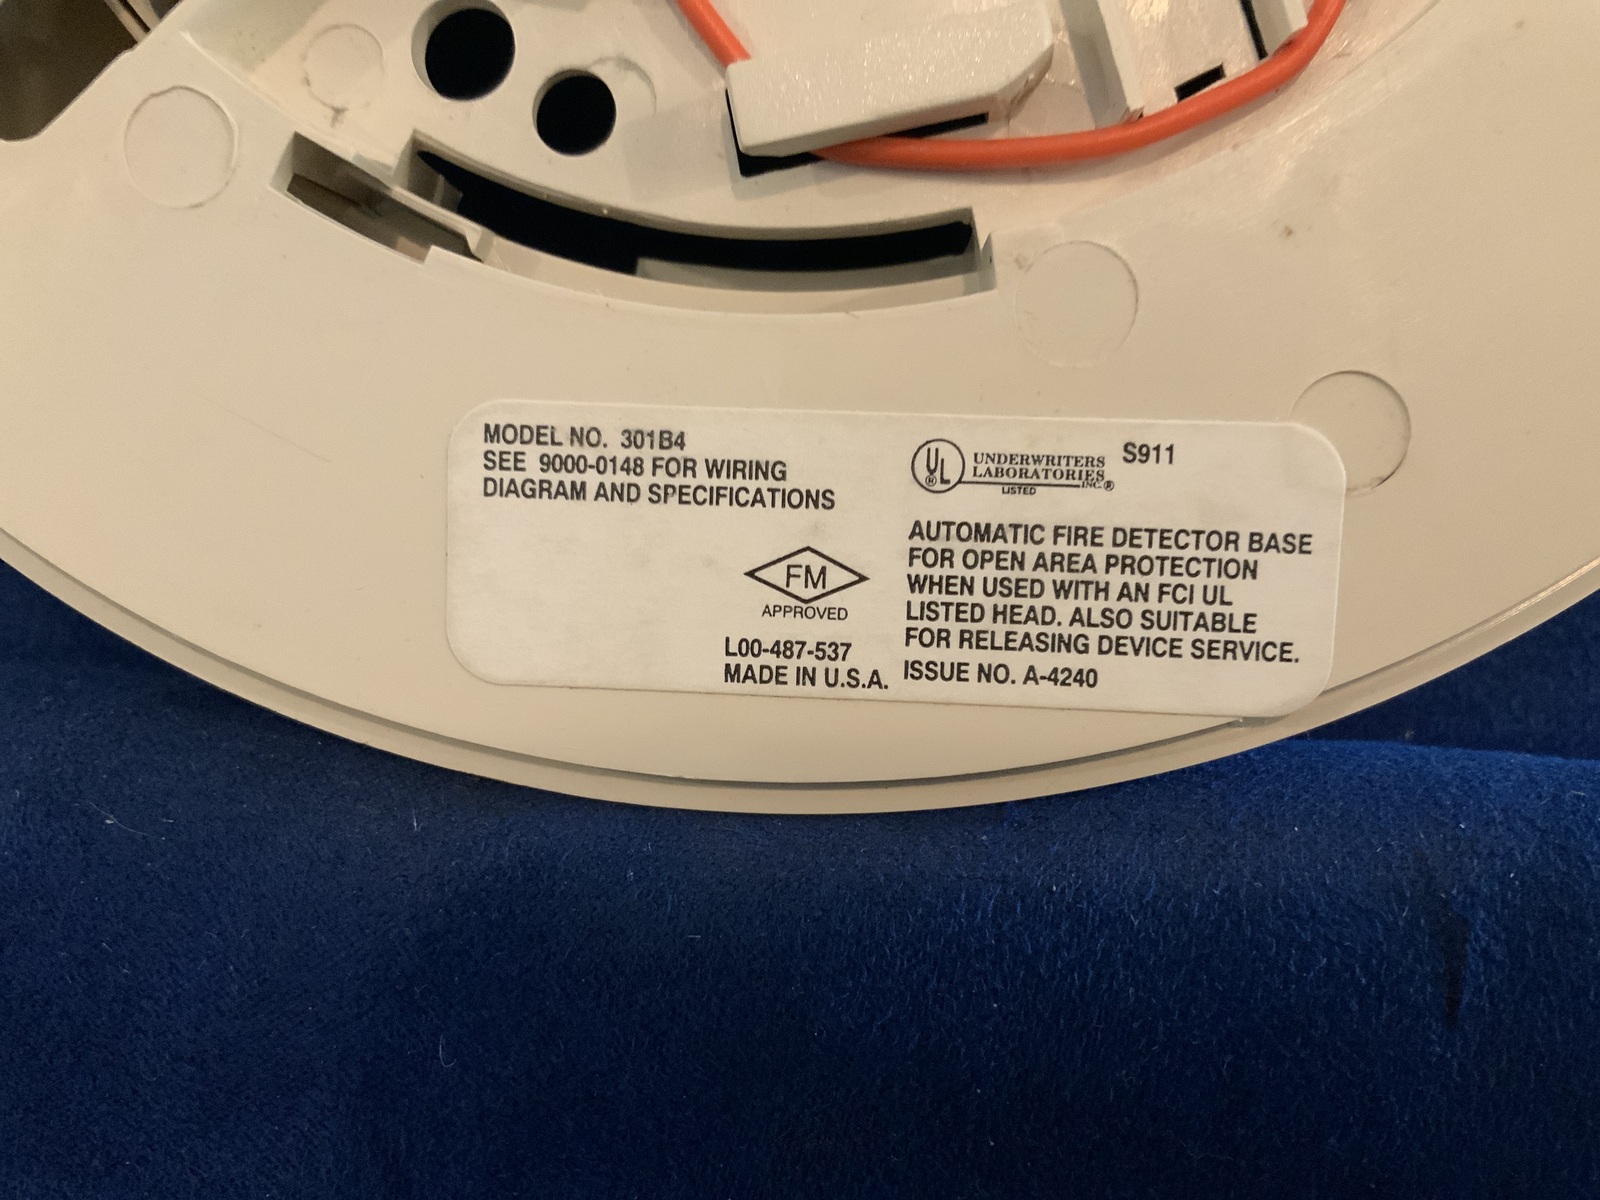 MODEL NO. 301B4
SEE 9000-0148 FOR WIRING
DIAGRAM AND SPECIFICATIONS
FM
APPROVED
L00-487-537
MADE IN U.S.A.
UL
®
UNDERWRITERS
LABORATORIES
INC.®
LISTED
S911
AUTOMATIC FIRE DETECTOR BASE
FOR OPEN AREA PROTECTION
WHEN USED WITH AN FCI UL
LISTED HEAD. ALSO SUITABLE
FOR RELEASING DEVICE SERVICE.
ISSUE NO. A-4240